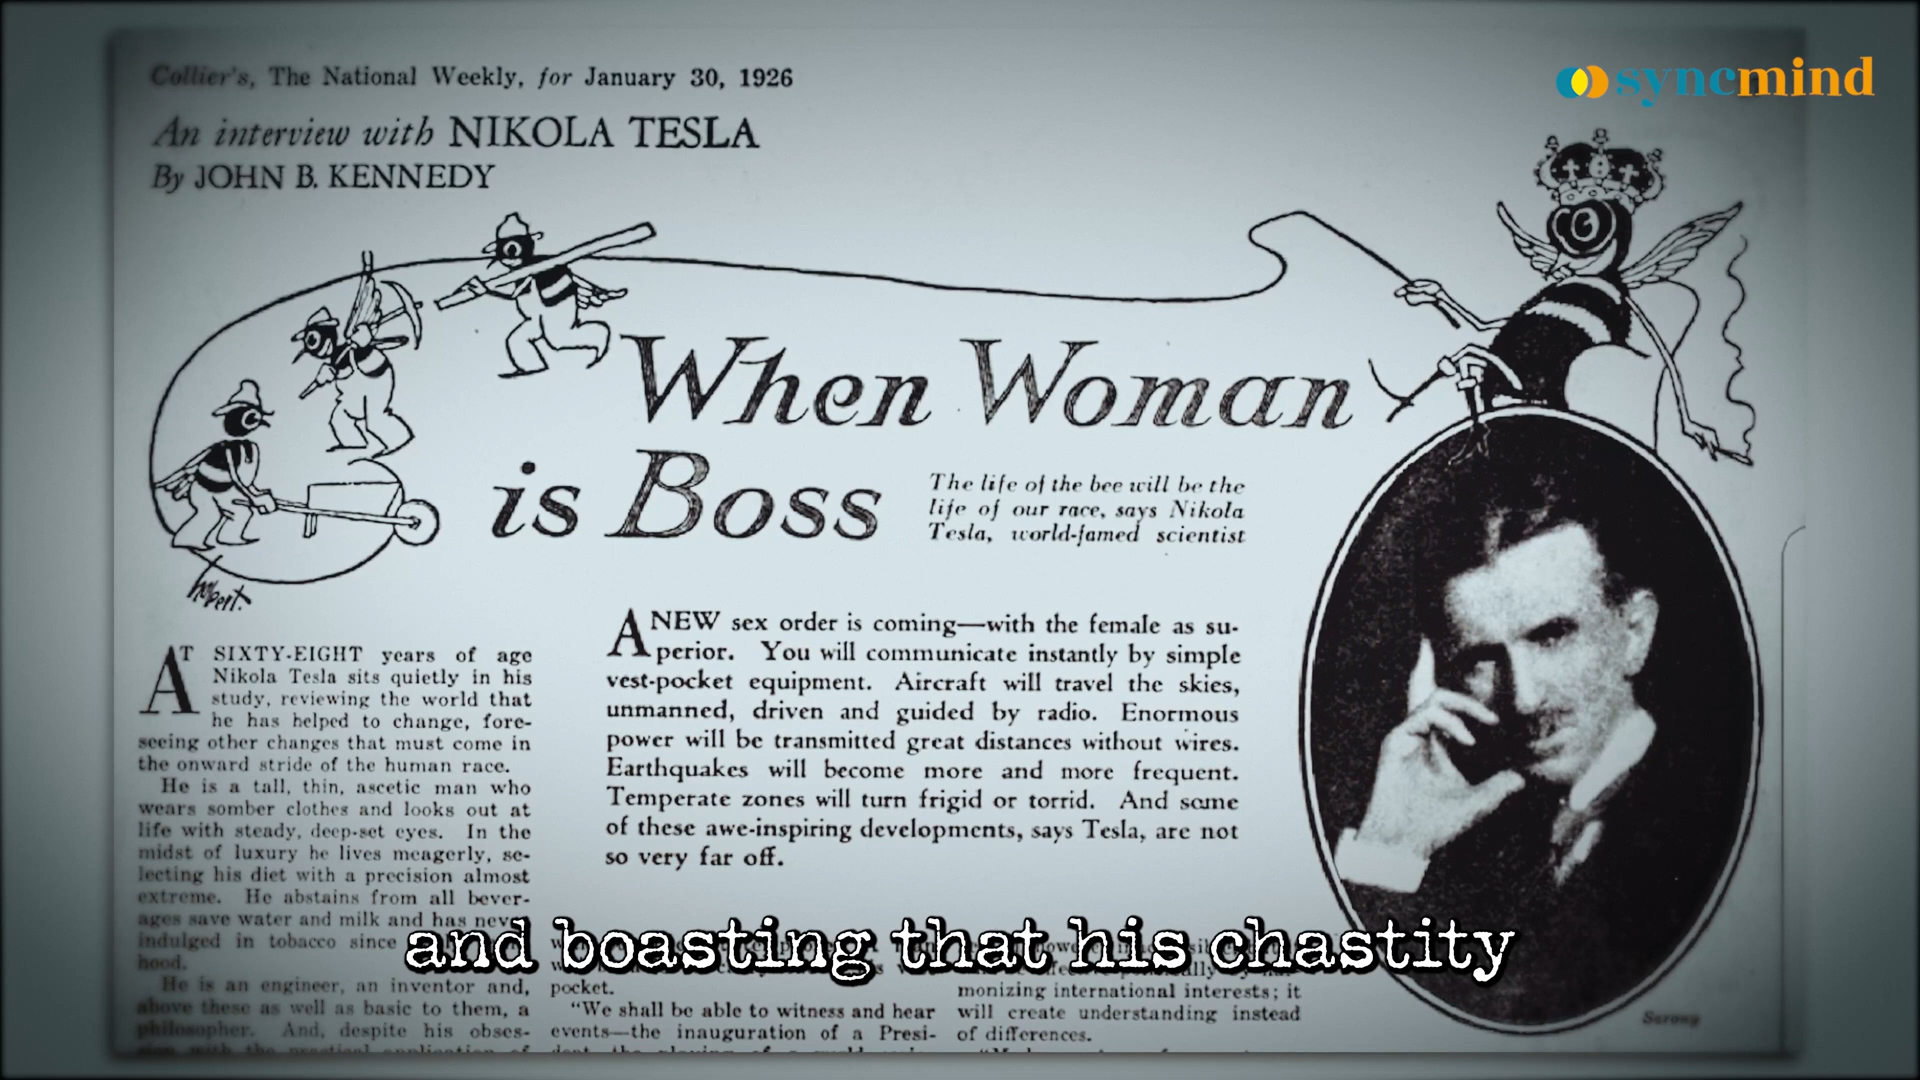 Collier's, The National Weekly, for January 30, 1926
syncmind
An interview with NIKOLA TESLA
By JOHN B. KENNEDY
When Woman
is Boss
The life of the bee will be the
life of our race, says Nikola
Tesla, world-famed scientist
A NEW sex order is coming—with the female as su-
perior. You will communicate instantly by simple
vest-pocket equipment. Aircraft will travel the skies,
unmanned, driven and guided by radio. Enormous
power will be transmitted great distances without wires.
Earthquakes will become more and more frequent.
Temperate zones will turn frigid or torrid. And some
of these awe-inspiring developments, says Tesla, are not
so very far off.
AT SIXTY-EIGHT years of age
Nikola Tesla sits quietly in his
study, reviewing the world that
he has helped to change, fore-
seeing other changes that must come in
the onward stride of the human race.
He is a tall, thin, ascetic man who
wears somber clothes and looks out at
life with steady, deep-set eyes. In the
midst of luxury he lives meagerly, se-
lecting his diet with a precision almost
extreme. He abstains from all bever-
ages save water and milk and has never
indulged in tobacco since
hood.
He is an engineer, an inventor and,
above these as well as basic to them, a
philosopher. And, despite his obses-
pocket.
"We shall be able to witness and hear
events—the inauguration of a Presi-
monizing international interests; it
will create understanding instead
of differences.
Sarony
and boasting that his chastity